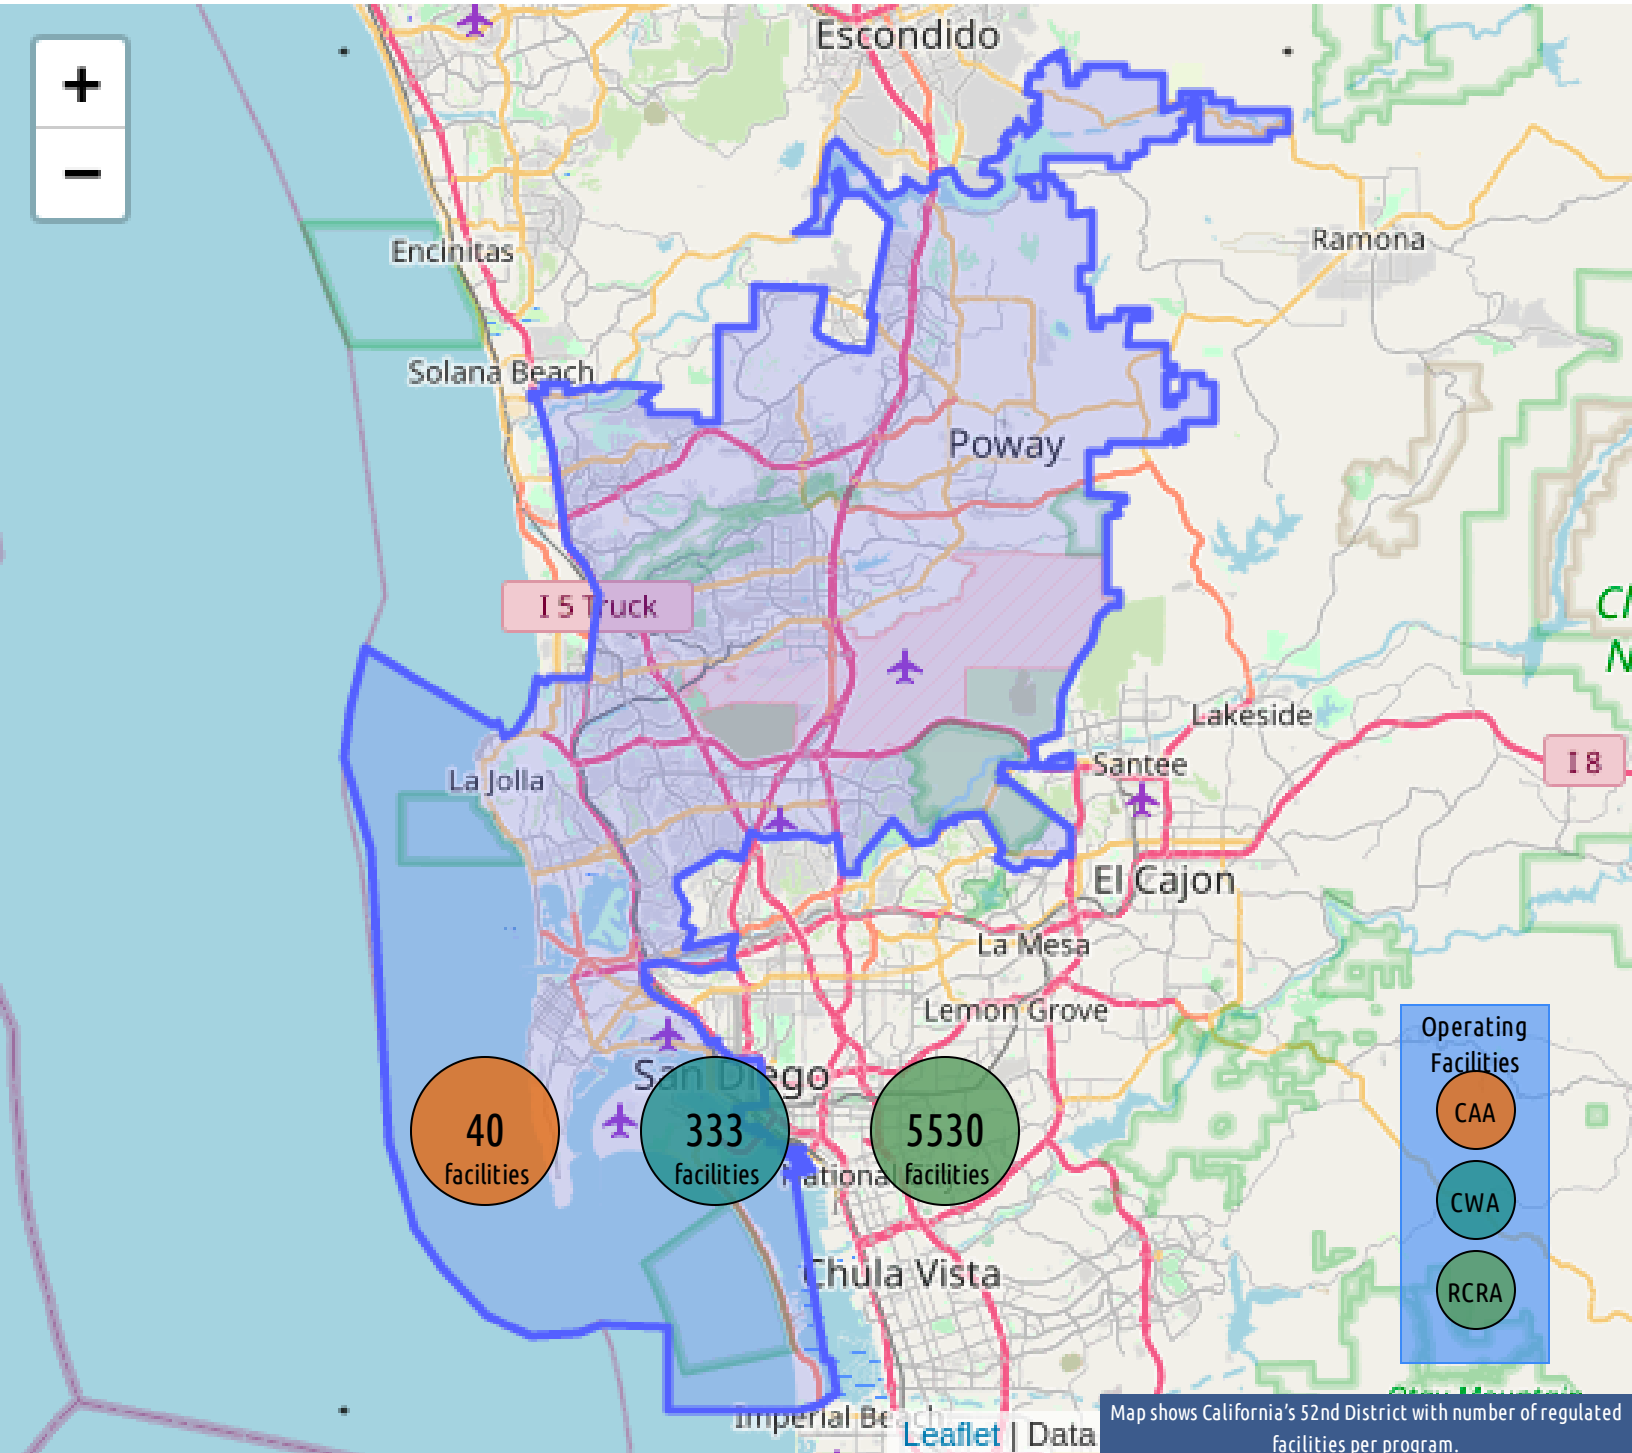 +
−
Escondido
Encinitas
Ramona
Solana Beach
Poway
I 5 Truck
Lakeside
I 8
Santee
La Jolla
El Cajon
La Mesa
Lemon Grove
Operating
Facilities
San Diego
CAA
40
facilities
333
facilities
5530
facilities
CWA
Chula Vista
RCRA
Imperial Beach
Leaflet | Data
Map shows California's 52nd District with number of regulated
facilities per program.